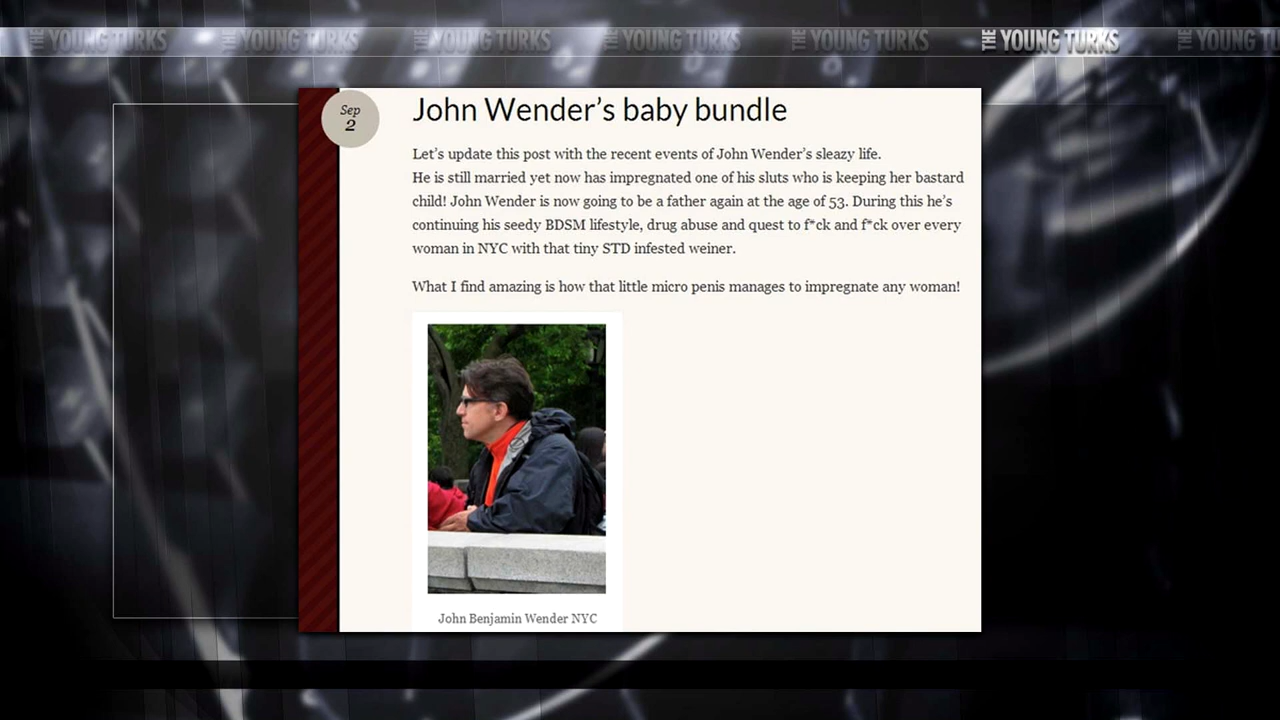 THE YOUNG TURKS THE YOUNG TURKS THE YOUNG TURKS THE YOUNG TURKS THE YOUNG TURKS THE YOUNG TURKS THE YOUNG TU
Sep
2
John Wender’s baby bundle
Let’s update this post with the recent events of John Wender’s sleazy life.
He is still married yet now has impregnated one of his sluts who is keeping her bastard
child! John Wender is now going to be a father again at the age of 53. During this he’s
continuing his seedy BDSM lifestyle, drug abuse and quest to f*ck and f*ck over every
woman in NYC with that tiny STD infested weiner.
What I find amazing is how that little micro penis manages to impregnate any woman!
John Benjamin Wender NYC